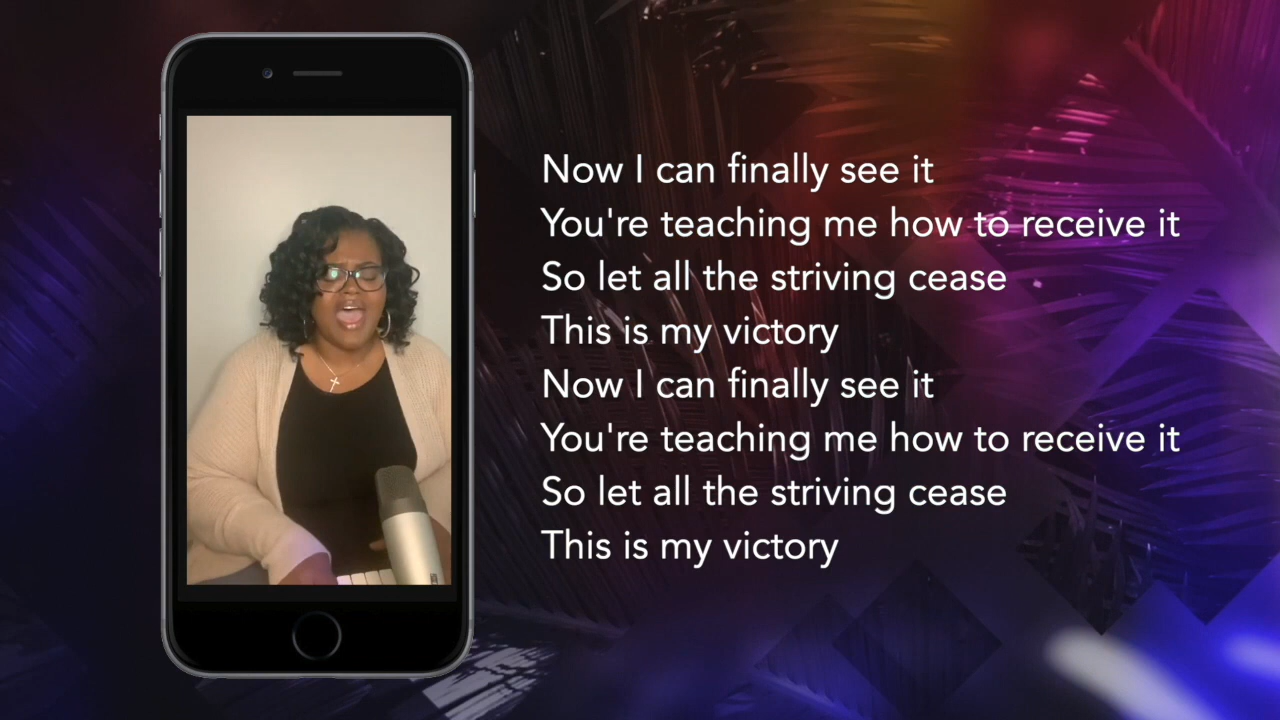 Now I can finally see it
You're teaching me how to receive it
So let all the striving cease
This is my victory
Now I can finally see it
You're teaching me how to receive it
So let all the striving cease
This is my victory